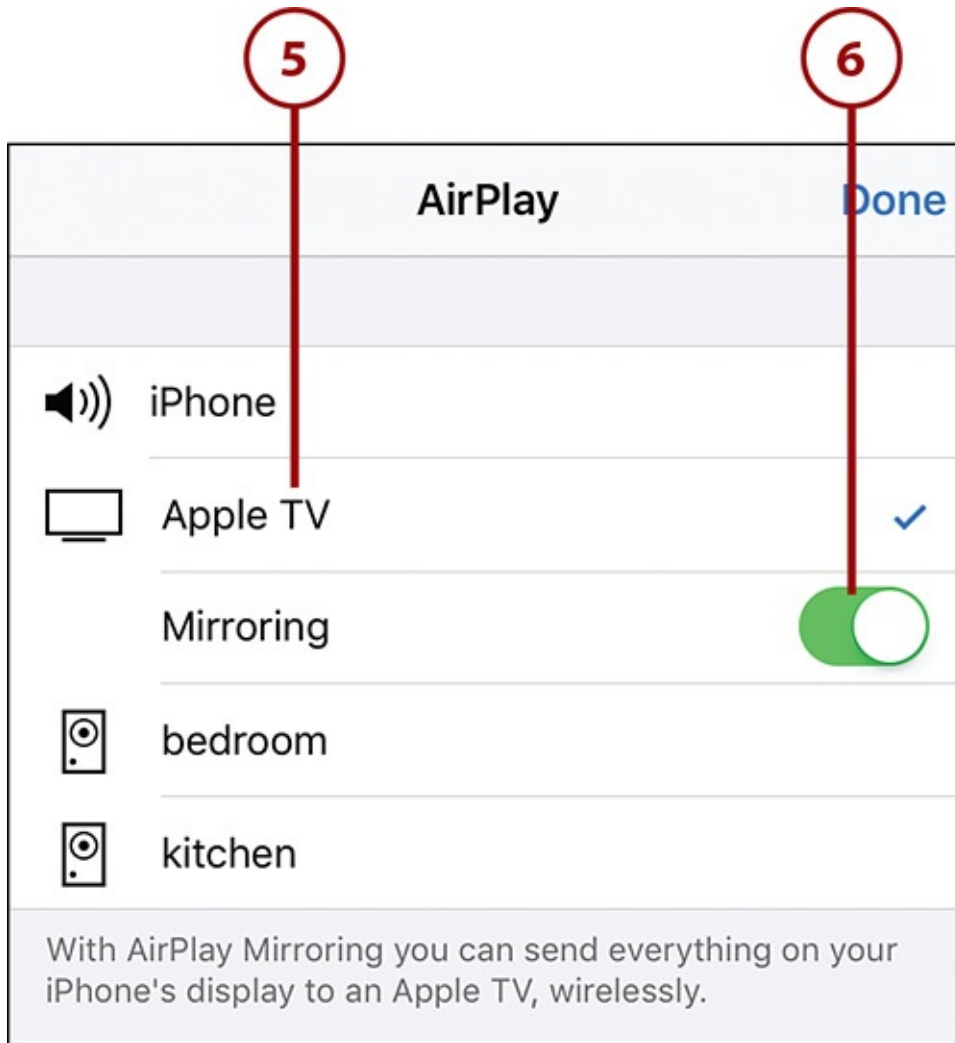 5 6
AirPlay Done
iPhone
Apple TV
Mirroring
bedroom
kitchen
With AirPlay Mirroring you can send everything on your
iPhone's display to an Apple TV, wirelessly.